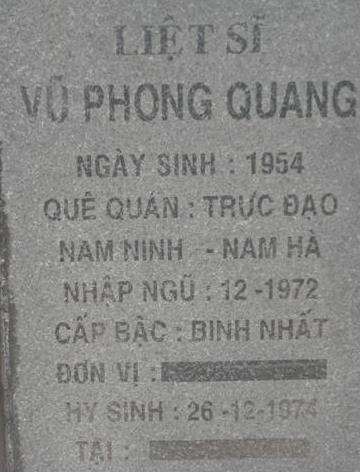 LIỆT SĨ
VŨ PHONG QUANG
NGÀY SINH : 1954
QUÊ QUÁN : TRỰC ĐẠO
NAM NINH - NAM HÀ
NHẬP NGŨ : 12 -1972
CẤP BẬC : BINH NHẤT
ĐƠN VỊ :
HY SINH : 26 -12-1974
TẠI :